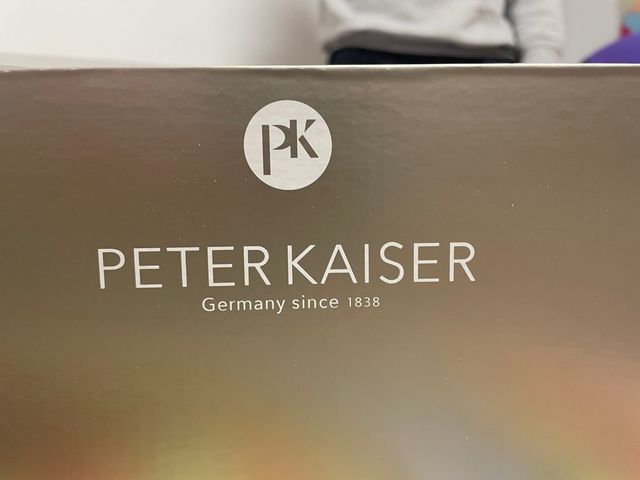 PK
PETER KAISER
Germany since 1838